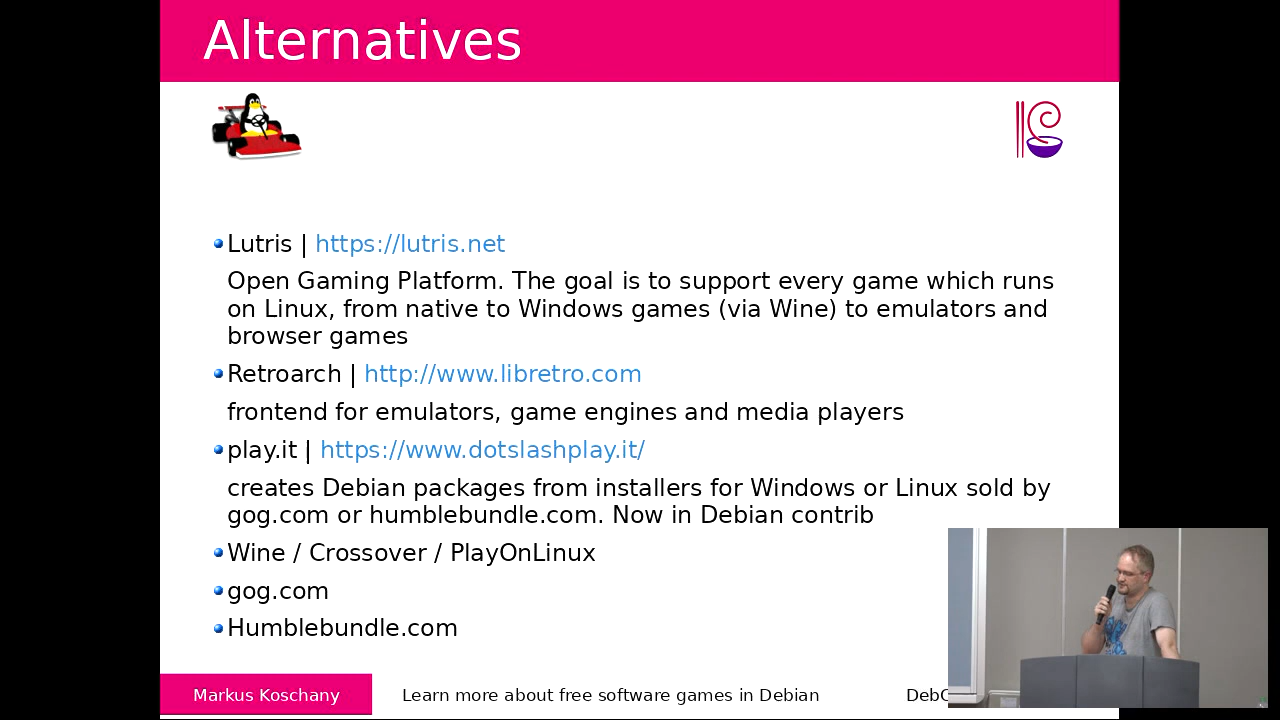 Alternatives
Lutris | https://lutris.net
Open Gaming Platform. The goal is to support every game which runs
on Linux, from native to Windows games (via Wine) to emulators and
browser games
Retroarch | http://www.libretro.com
frontend for emulators, game engines and media players
play.it | https://www.dotslashplay.it/
creates Debian packages from installers for Windows or Linux sold by
gog.com or humblebundle.com. Now in Debian contrib
Wine / Crossover / PlayOnLinux
gog.com
Humblebundle.com
Markus Koschany
Learn more about free software games in Debian